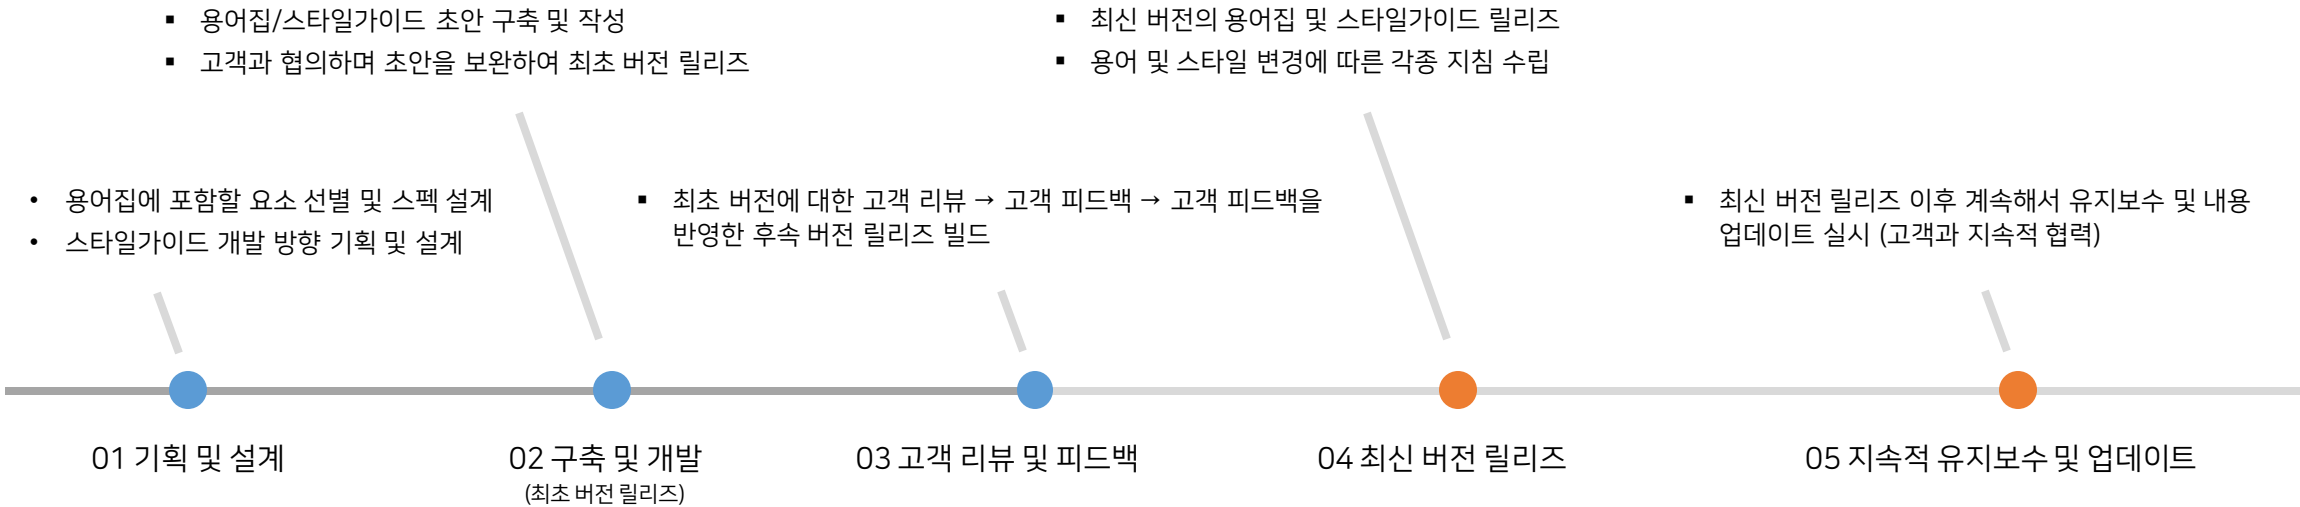 ▪ 용어집/스타일가이드 초안 구축 및 작성
▪ 고객과 협의하며 초안을 보완하여 최초 버전 릴리즈
▪ 최신 버전의 용어집 및 스타일가이드 릴리즈
▪ 용어 및 스타일 변경에 따른 각종 지침 수립
• 용어집에 포함할 요소 선별 및 스펙 설계
• 스타일가이드 개발 방향 기획 및 설계
▪ 최초 버전에 대한 고객 리뷰 → 고객 피드백 → 고객 피드백을
반영한 후속 버전 릴리즈 빌드
▪ 최신 버전 릴리즈 이후 계속해서 유지보수 및 내용
업데이트 실시 (고객과 지속적 협력)
01 기획 및 설계
02 구축 및 개발
(최초 버전 릴리즈)
03 고객 리뷰 및 피드백
04 최신 버전 릴리즈
05 지속적 유지보수 및 업데이트